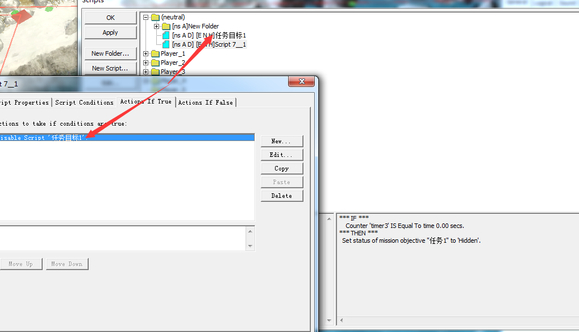 Scripts
OK
Apply
New Folder...
New Script...
(neutral)
[ns A]New Folder
[ns A D] [E N H]任务目标1
[ns A D] Script 7__1
Player_1
Player_2
Player_3
t 7__1
ript Properties
Script Conditions
Actions If True
Actions If False
ctions to take if conditions are true:
isable Script "任务目标1"
New...
Edit...
Copy
Paste
Delete
Move Up
Move Down
*** IF ***
Counter 'timer3' IS Equal To time 0.00 secs.
*** THEN ***
Set status of mission objective "任务1" to 'Hidden'.